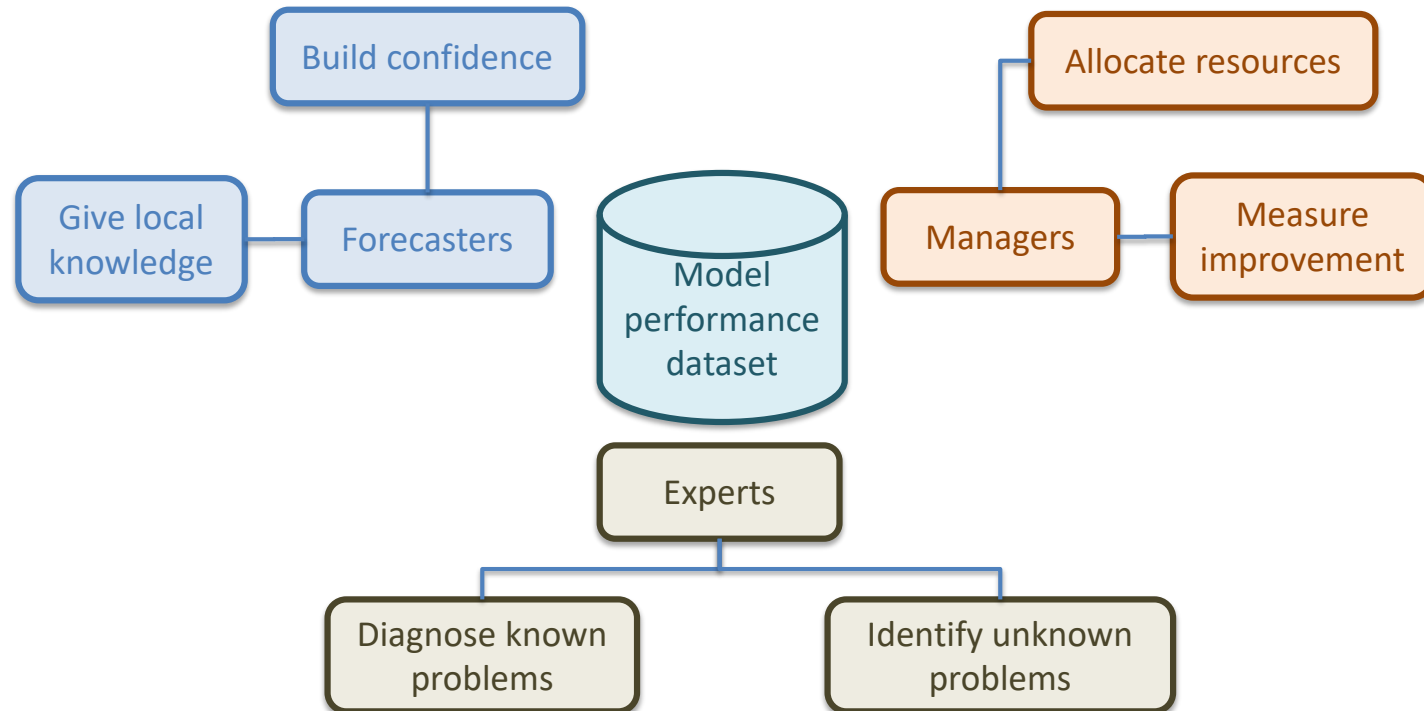 Build confidence
Allocate resources
Give local
knowledge
Forecasters
Model
performance
dataset
Managers
Measure
improvement
Experts
Diagnose known
problems
Identify unknown
problems